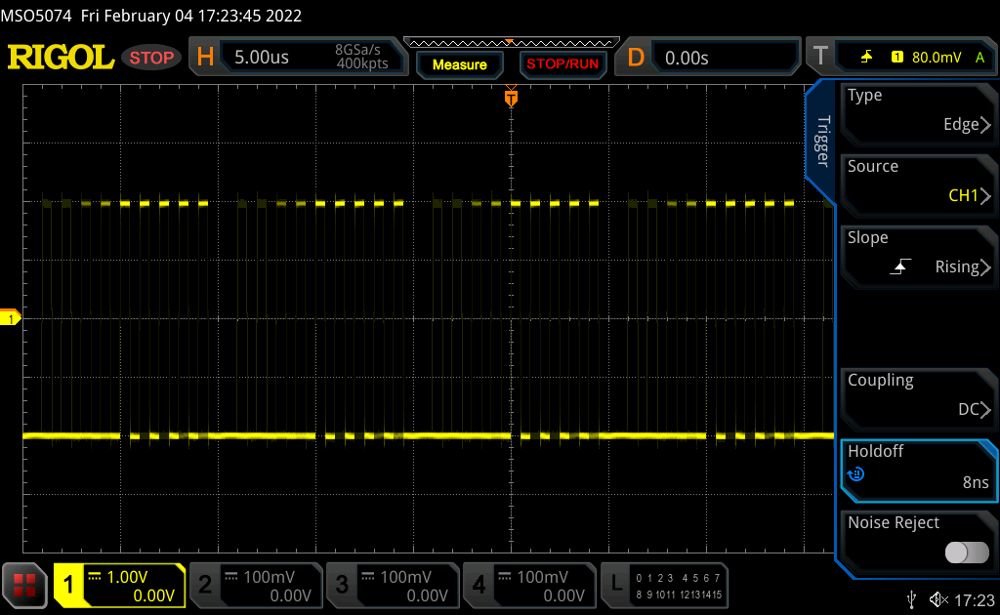 MSO5074 Fri February 04 17:23:45 2022
RIGOL STOP H 5.00us 8GSa/s 400kpts Measure STOP/RUN D 0.00s T 1 80.0mV A
T
Trigger
Type
Edge
Source
CH1
Slope
Rising
1
Coupling
DC
Holdoff
8ns
Noise Reject
1 1.00V 0.00V 2 100mV 0.00V 3 100mV 0.00V 4 100mV 0.00V L 0 1 2 3 4 5 6 7
8 9 10 11 12 13 14 15
17:23